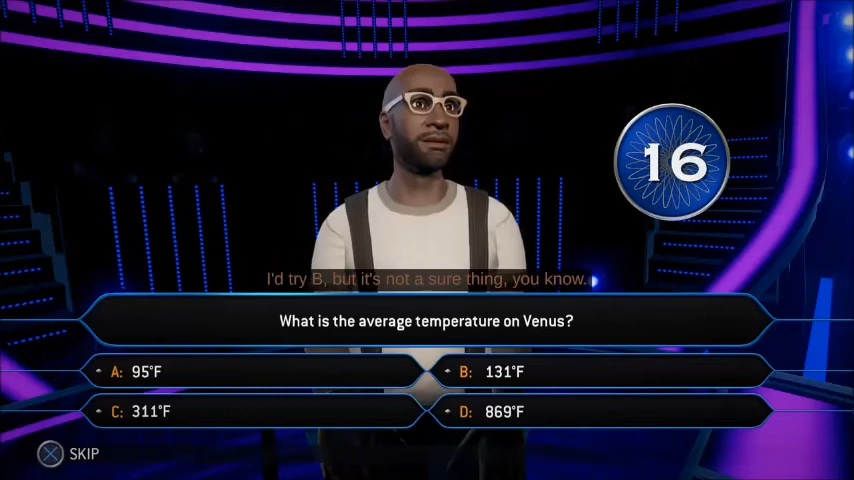 16
I'd try B, but it's not a sure thing, you know.
What is the average temperature on Venus?
A: 95°F
B: 131°F
C: 311°F
D: 869°F
SKIP